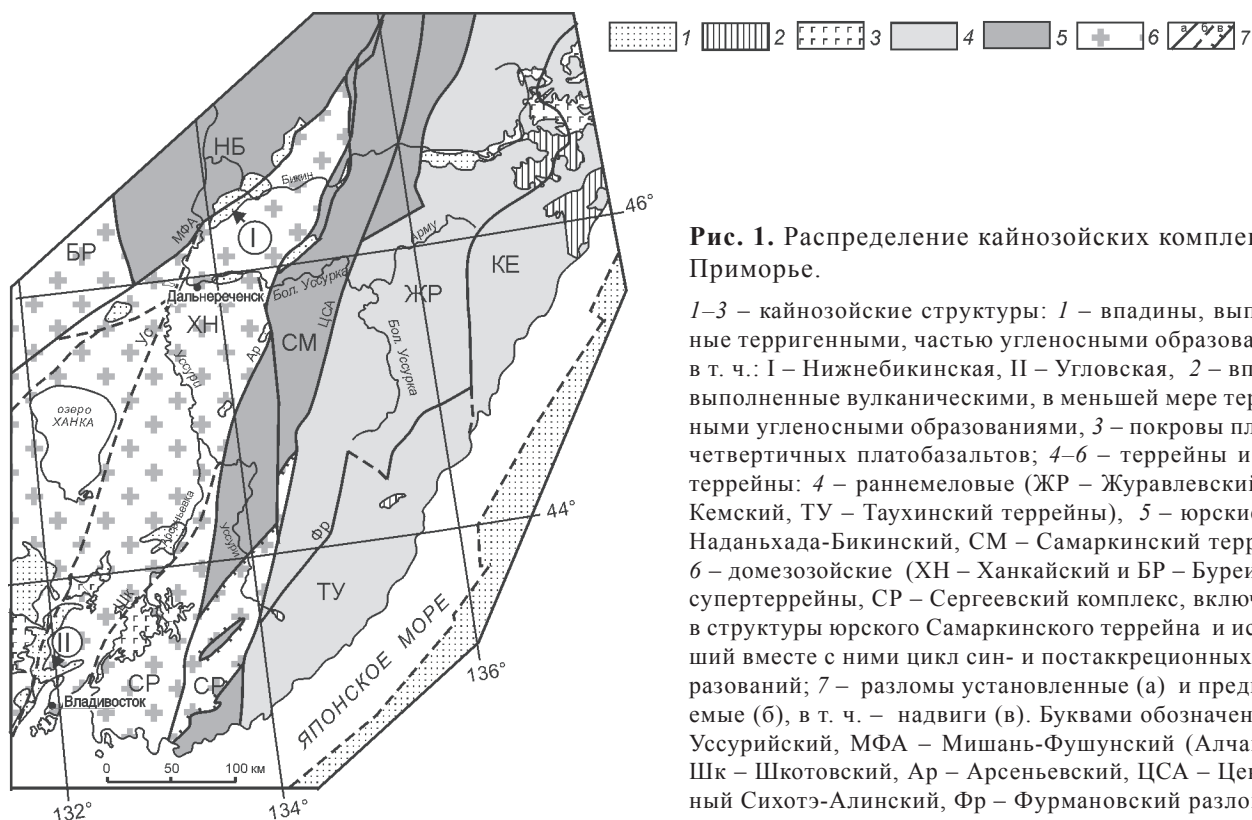 1 2 3 4 5 6 а б в 7
НБ
Бикин
МФА
I
БР
46°
Арму
КЕ
Дальнереченск
Бол. Уссурка
ЖР
ХН
Ус
ЦСА
СМ
Ар
Уссури
Бол. Уссурка
озеро
ХАНКА
44°
Арсеньевка
Уссури
Фр
Шк
ТУ
II
СР
СР
Владивосток
ЯПОНСКОЕ МОРЕ
136°
0 50 100 км
132°
134°
Рис. 1. Распределение кайнозойских комплек
Приморье.
1–3 – кайнозойские структуры: 1 – впадины, вып
ные терригенными, частью угленосными образова
в т. ч.: I – Нижнебикинская, II – Угловская, 2 – вп
выполненные вулканическими, в меньшей мере тер
ными угленосными образованиями, 3 – покровы пл
четвертичных платобазальтов; 4–6 – террейны и
террейны: 4 – раннемеловые (ЖР – Журавлевский
Кемский, ТУ – Таухинский террейны), 5 – юрские
Наданьхада-Бикинский, СМ – Самаркинский терр
6 – домезозойские (ХН – Ханкайский и БР – Буреи
супертеррейны, СР – Сергеевский комплекс, включ
в структуры юрского Самаркинского террейна и ис
ший вместе с ними цикл син- и постаккреционных
разований; 7 – разломы установленные (а) и пред
емые (б), в т. ч. – надвиги (в). Буквами обозначен
Уссурийский, МФА – Мишань-Фушунский (Алча
Шк – Шкотовский, Ар – Арсеньевский, ЦСА – Це
ный Сихотэ-Алинский, Фр – Фурмановский разло